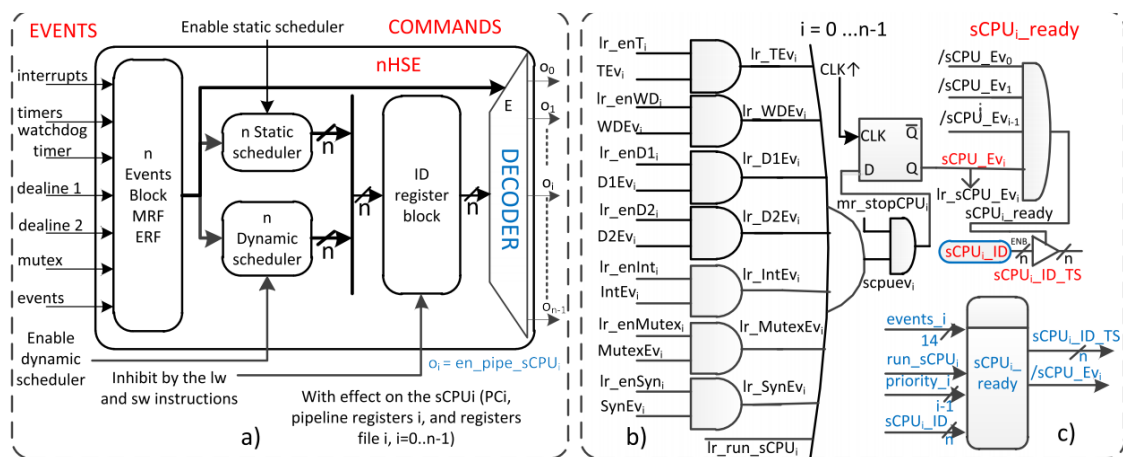 EVENTS
Enable static scheduler
COMMANDS
nHSE
interrupts
timers
watchdog
timer
dealine 1
dealine 2
mutex
events
n
Events
Block
MRF
ERF
n Static
scheduler
n
n
Dynamic
scheduler
n
n
ID
register
block
n
E
DECODER
o0
o1
oi
on-1
Enable
dynamic
scheduler
Inhibit by the lw
and sw instructions
oi = en_pipe_sCPUi
With effect on the sCPUi (PCi,
pipeline registers i, and registers
file i, i=0..n-1)
a)
lr_enTi
TEvi
lr_TEvi
lr_enWDi
WDEvi
lr_WDEvi
lr_enD1i
D1Evi
lr_D1Evi
lr_enD2i
D2Evi
lr_D2Evi
lr_enInti
IntEvi
lr_IntEvi
lr_enMutexi
MutexEvi
lr_MutexEvi
lr_enSyni
SynEvi
lr_SynEvi
lr_run_sCPUi
b)
i = 0 ...n-1
CLK↑
CLK
Q
D
Q
mr_stopCPUi
scpuevi
sCPUi_ready
/sCPU_Ev0
/sCPU_Ev1
/sCPU_Evi-1
sCPU_Evi
lr_sCPU_Evi
sCPUi_ready
sCPUi_ID
ENB
n
n
sCPUi_ID_TS
events_i
14
run_sCPUi
priority_i
i-1
sCPUi_ID
n
sCPUi_
ready
sCPUi_ID_TS
n
/sCPU_Evi
c)